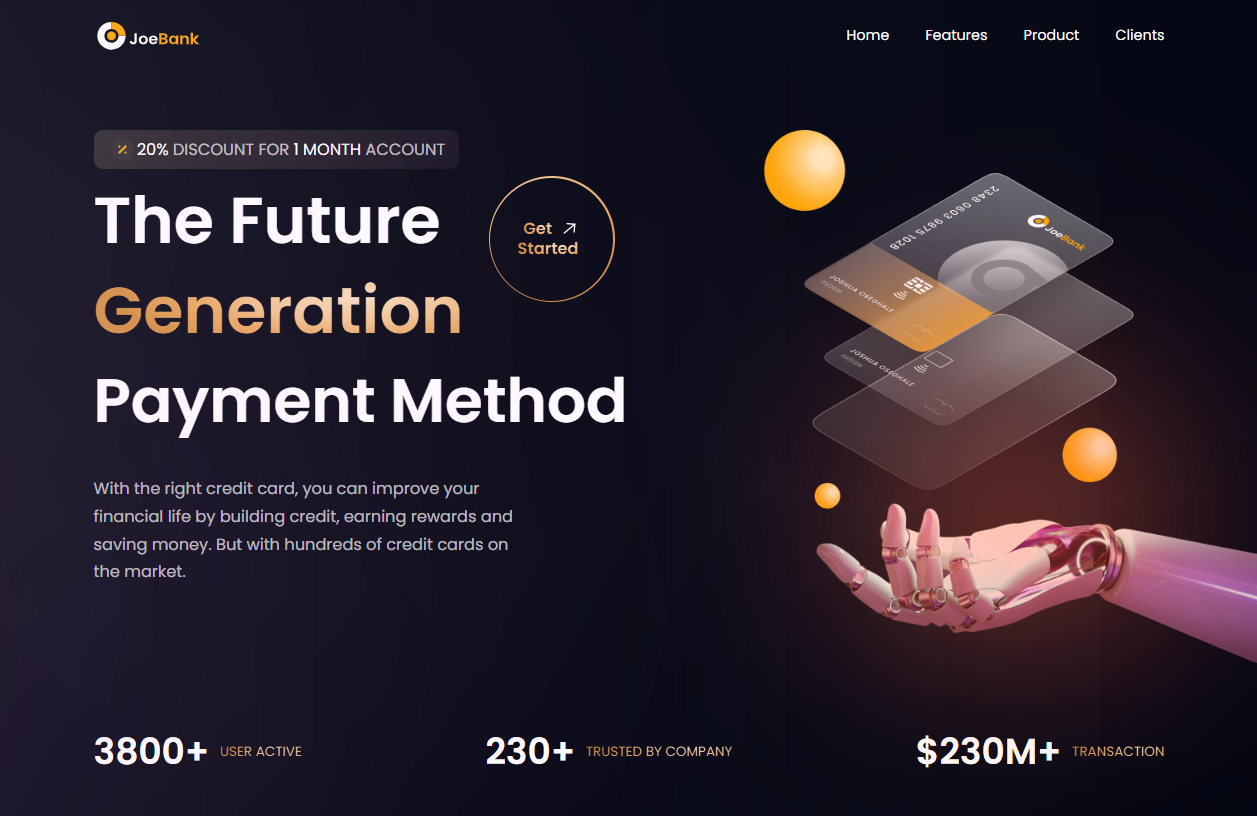 JoeBank
Home Features Product Clients
20% DISCOUNT FOR 1 MONTH ACCOUNT
The Future
Generation
Payment Method
Get
Started
With the right credit card, you can improve your
financial life by building credit, earning rewards and
saving money. But with hundreds of credit cards on
the market.
2348 0603 9975 1028
JoeBank
JOSHUA OSEGHALE
JOSHUA OSEGHALE
3800+ USER ACTIVE
230+ TRUSTED BY COMPANY
$230M+ TRANSACTION